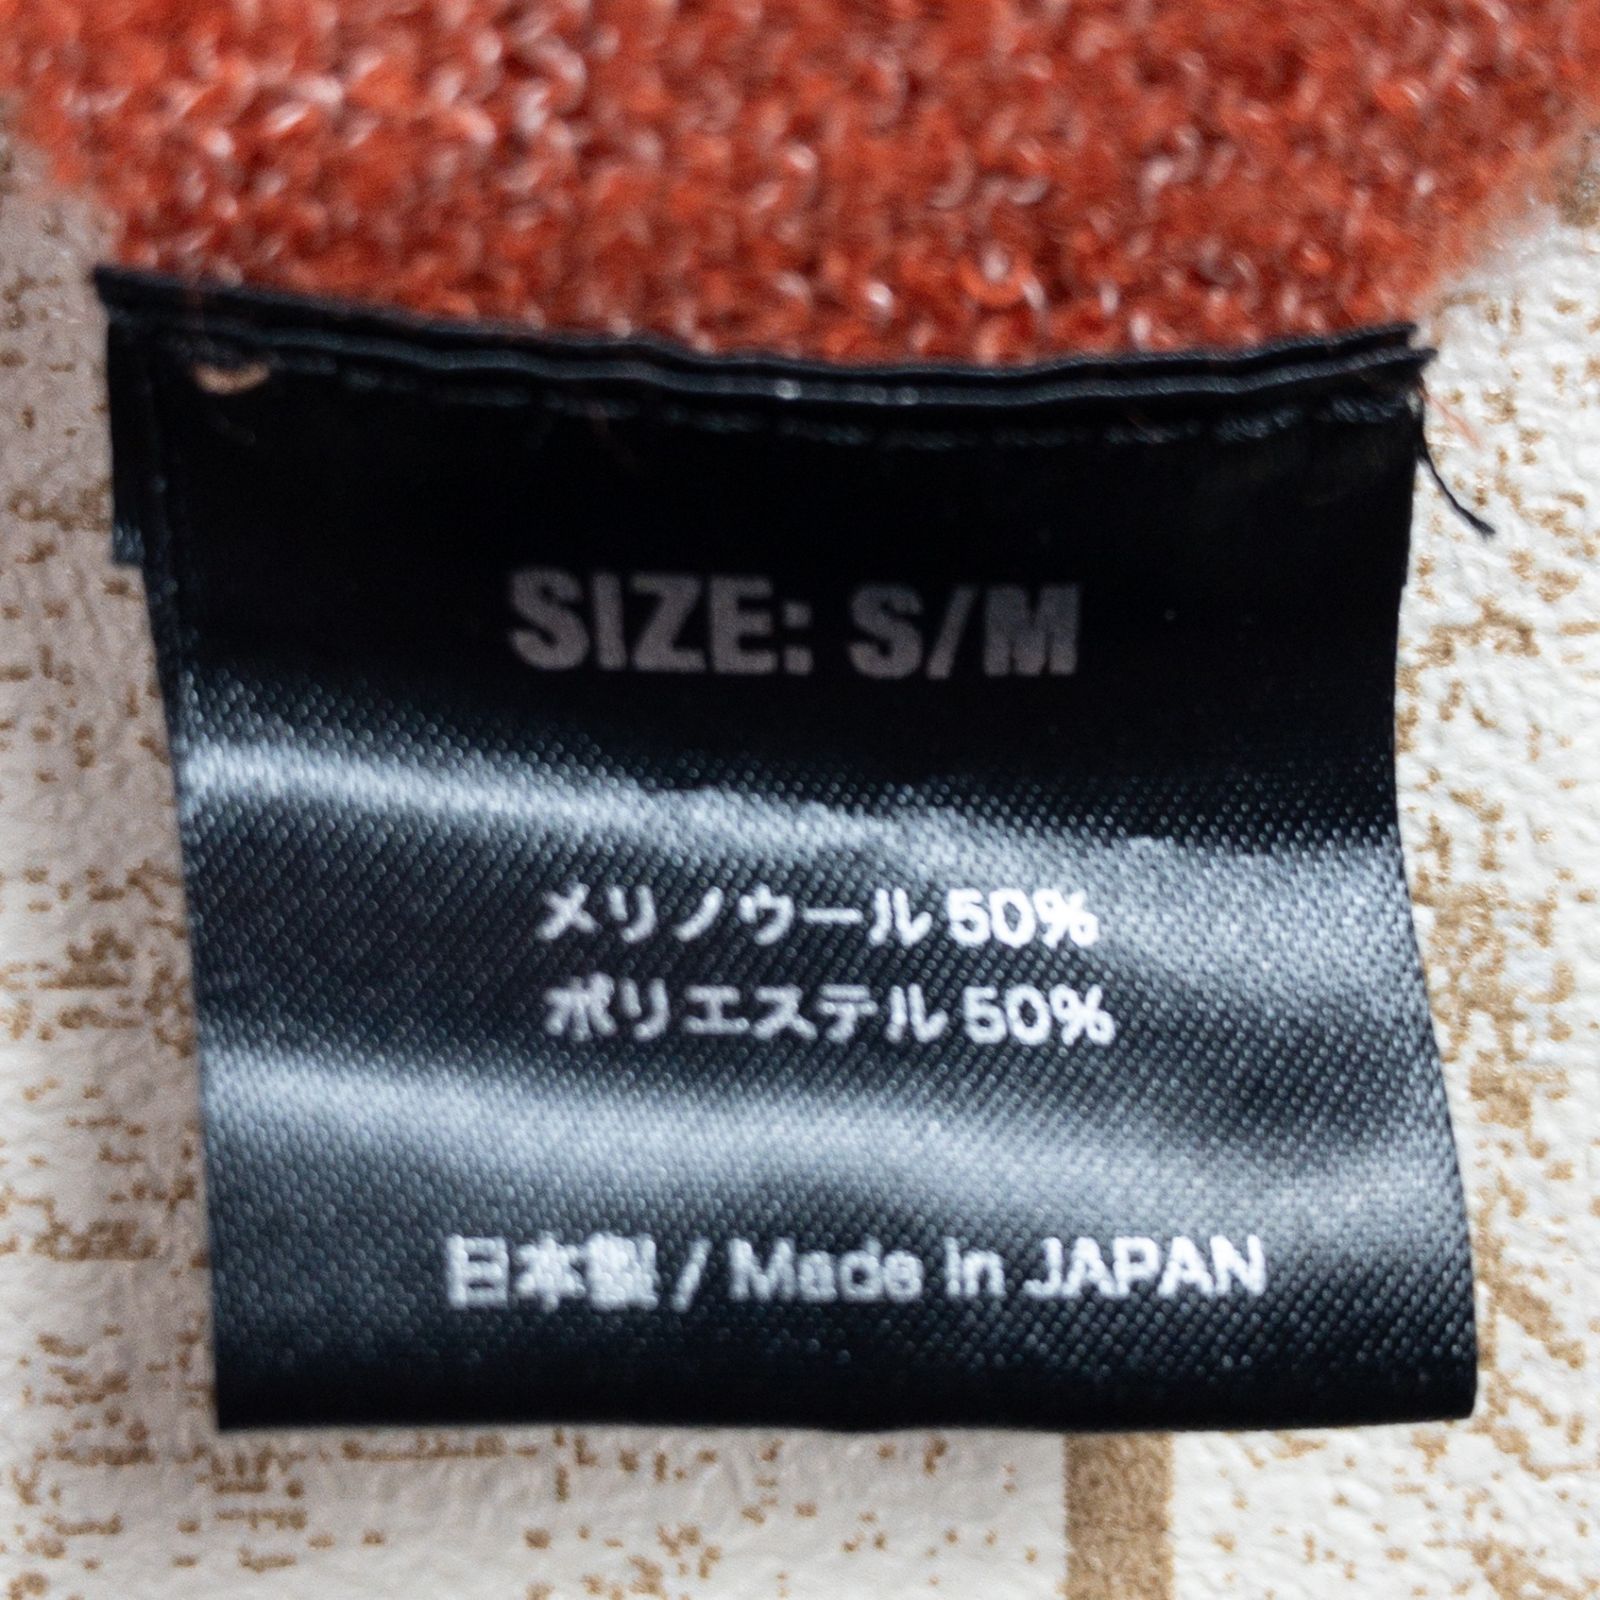 SIZE: S/M
メリノウール 50%
ポリエステル 50%
日本製 / Made in JAPAN